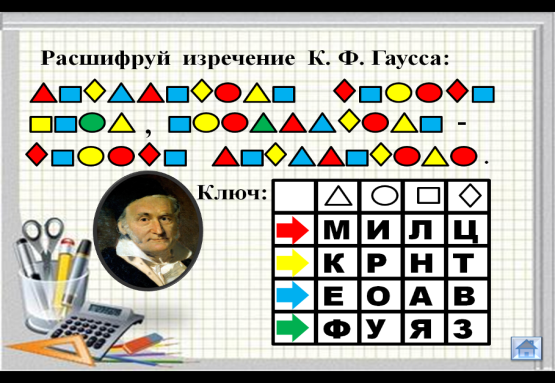 Расшифруй изречение К. Ф. Гаусса:
,
-
.
Ключ:
М И Л Ц
К Р Н Т
Е О А В
Ф У Я З